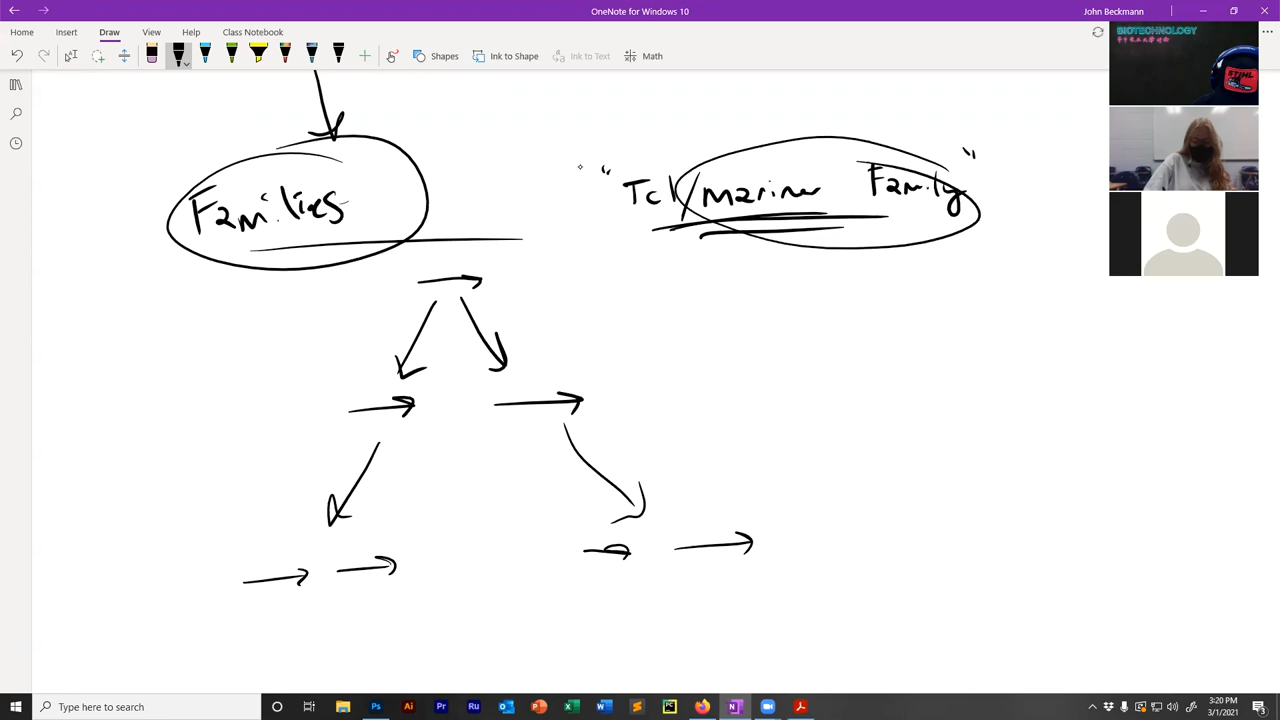 OneNote for Windows 10
John Beckmann
Home Insert Draw View Help Class Notebook
Shapes Ink to Shape Ink to Text Math
BIOTECHNOLOGY
STIHL
Families
"Tc1/mariner Family"
Type here to search
3:20 PM
3/1/2021